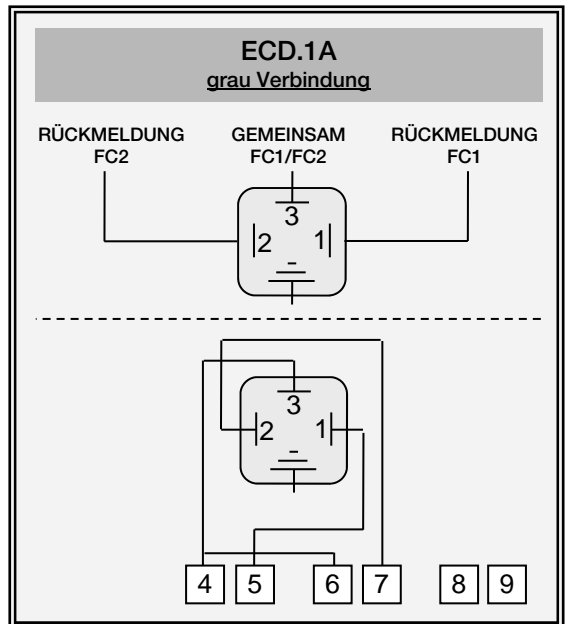 ECD.1A
grau Verbindung
RÜCKMELDUNG FC2
GEMEINSAM FC1/FC2
RÜCKMELDUNG FC1
3
2 1
3
2 1
4 5 6 7 8 9